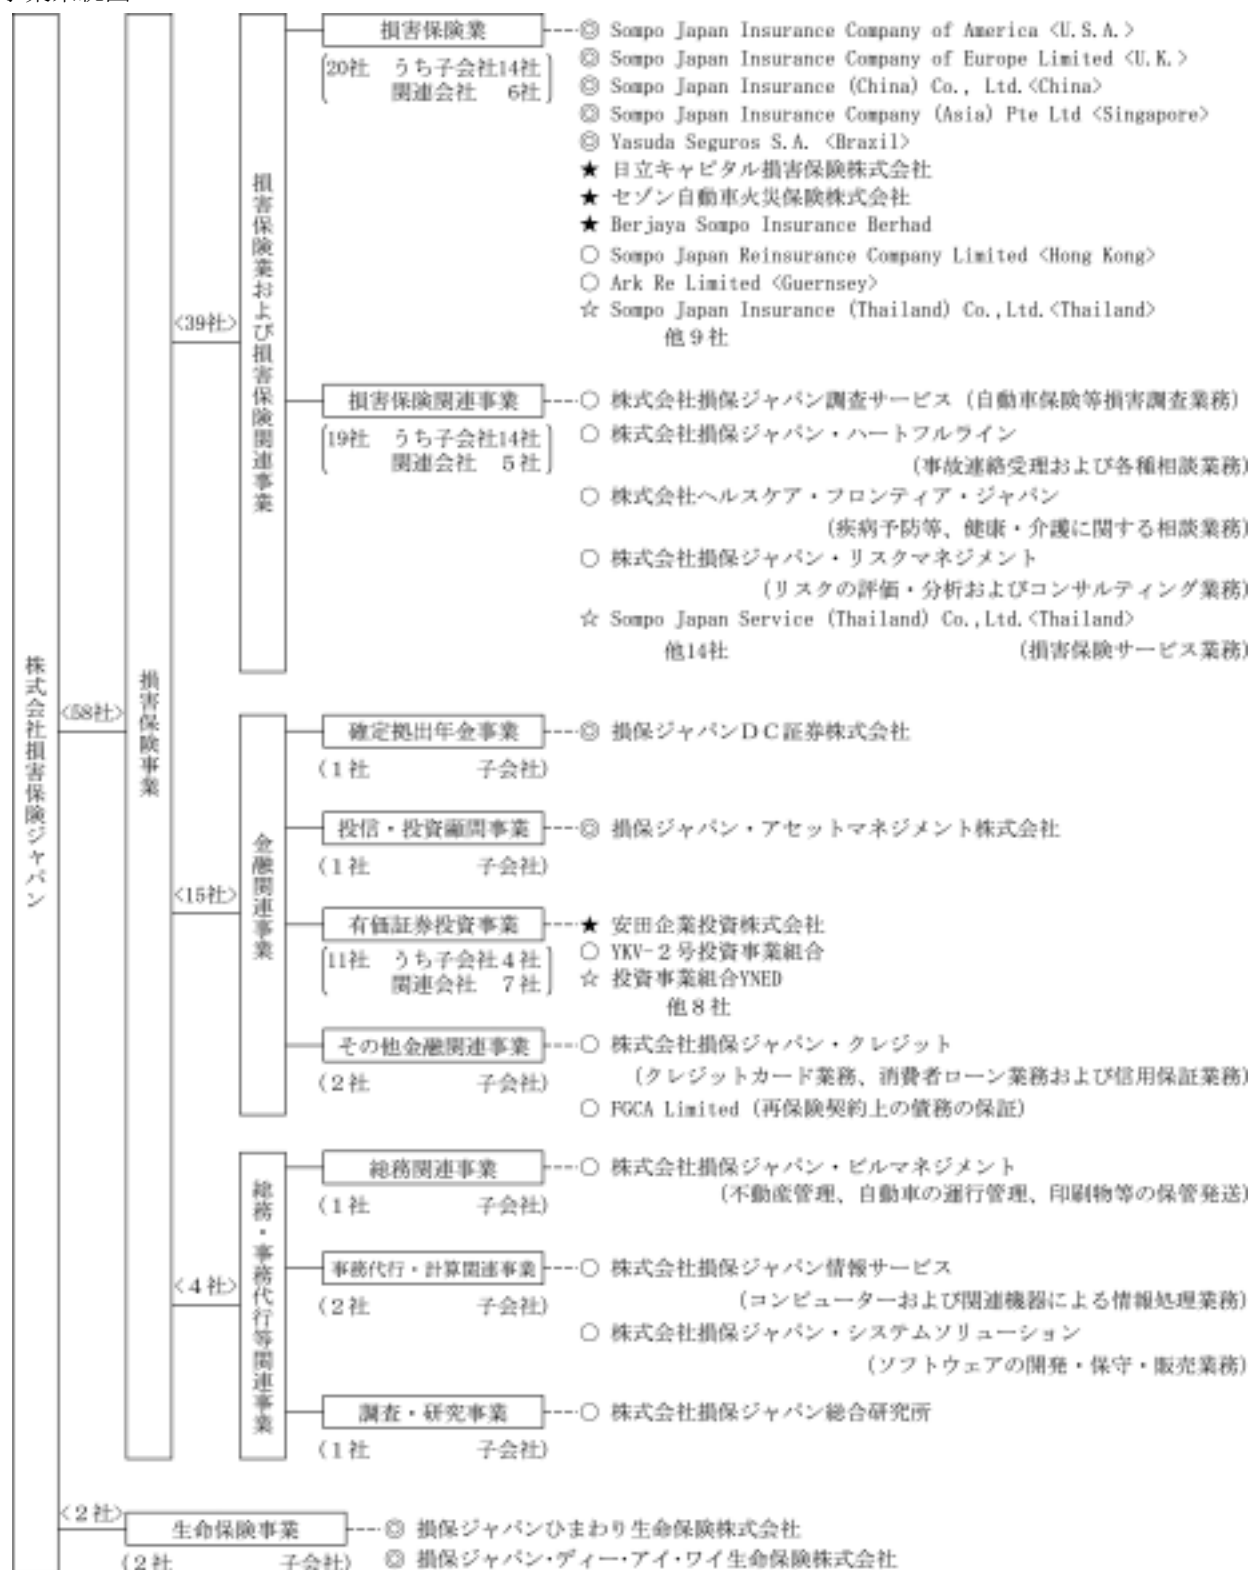 株式会社損害保険ジャパン
<58社>
損害保険事業
<39社>
損害保険業および損害保険関連事業
損害保険業
20社 うち子会社14社
関連会社 6社
◎ Sompo Japan Insurance Company of America <U.S.A.>
◎ Sompo Japan Insurance Company of Europe Limited <U.K.>
◎ Sompo Japan Insurance (China) Co., Ltd.<China>
◎ Sompo Japan Insurance Company (Asia) Pte Ltd <Singapore>
◎ Yasuda Seguros S.A. <Brazil>
★ 日立キャピタル損害保険株式会社
★ セゾン自動車火災保険株式会社
★ Berjaya Sompo Insurance Berhad
○ Sompo Japan Reinsurance Company Limited <Hong Kong>
○ Ark Re Limited <Guernsey>
☆ Sompo Japan Insurance (Thailand) Co.,Ltd.<Thailand>
他9社
損害保険関連事業
19社 うち子会社14社
関連会社 5社
○ 株式会社損保ジャパン調査サービス (自動車保険等損害調査業務)
○ 株式会社損保ジャパン・ハートフルライン
(事故連絡受理および各種相談業務)
○ 株式会社ヘルスケア・フロンティア・ジャパン
(疾病予防等、健康・介護に関する相談業務)
○ 株式会社損保ジャパン・リスクマネジメント
(リスクの評価・分析およびコンサルティング業務)
☆ Sompo Japan Service (Thailand) Co.,Ltd.<Thailand>
他14社 (損害保険サービス業務)
<15社>
金融関連事業
確定拠出年金事業
(1社 子会社)
◎ 損保ジャパンDC証券株式会社
投信・投資顧問事業
(1社 子会社)
◎ 損保ジャパン・アセットマネジメント株式会社
有価証券投資事業
11社 うち子会社4社
関連会社 7社
★ 安田企業投資株式会社
○ YKV-2号投資事業組合
☆ 投資事業組合YNED
他8社
その他金融関連事業
(2社 子会社)
○ 株式会社損保ジャパン・クレジット
(クレジットカード業務、消費者ローン業務および信用保証業務)
○ FGCA Limited (再保険契約上の債務の保証)
<4社>
総務・事務代行等関連事業
総務関連事業
(1社 子会社)
○ 株式会社損保ジャパン・ビルマネジメント
(不動産管理、自動車の運行管理、印刷物等の保管発送)
事務代行・計算関連事業
(2社 子会社)
○ 株式会社損保ジャパン情報サービス
(コンピューターおよび関連機器による情報処理業務)
○ 株式会社損保ジャパン・システムソリューション
(ソフトウェアの開発・保守・販売業務)
調査・研究事業
(1社 子会社)
○ 株式会社損保ジャパン総合研究所
<2社>
生命保険事業
(2社 子会社)
◎ 損保ジャパンひまわり生命保険株式会社
◎ 損保ジャパン・ディー・アイ・ワイ生命保険株式会社